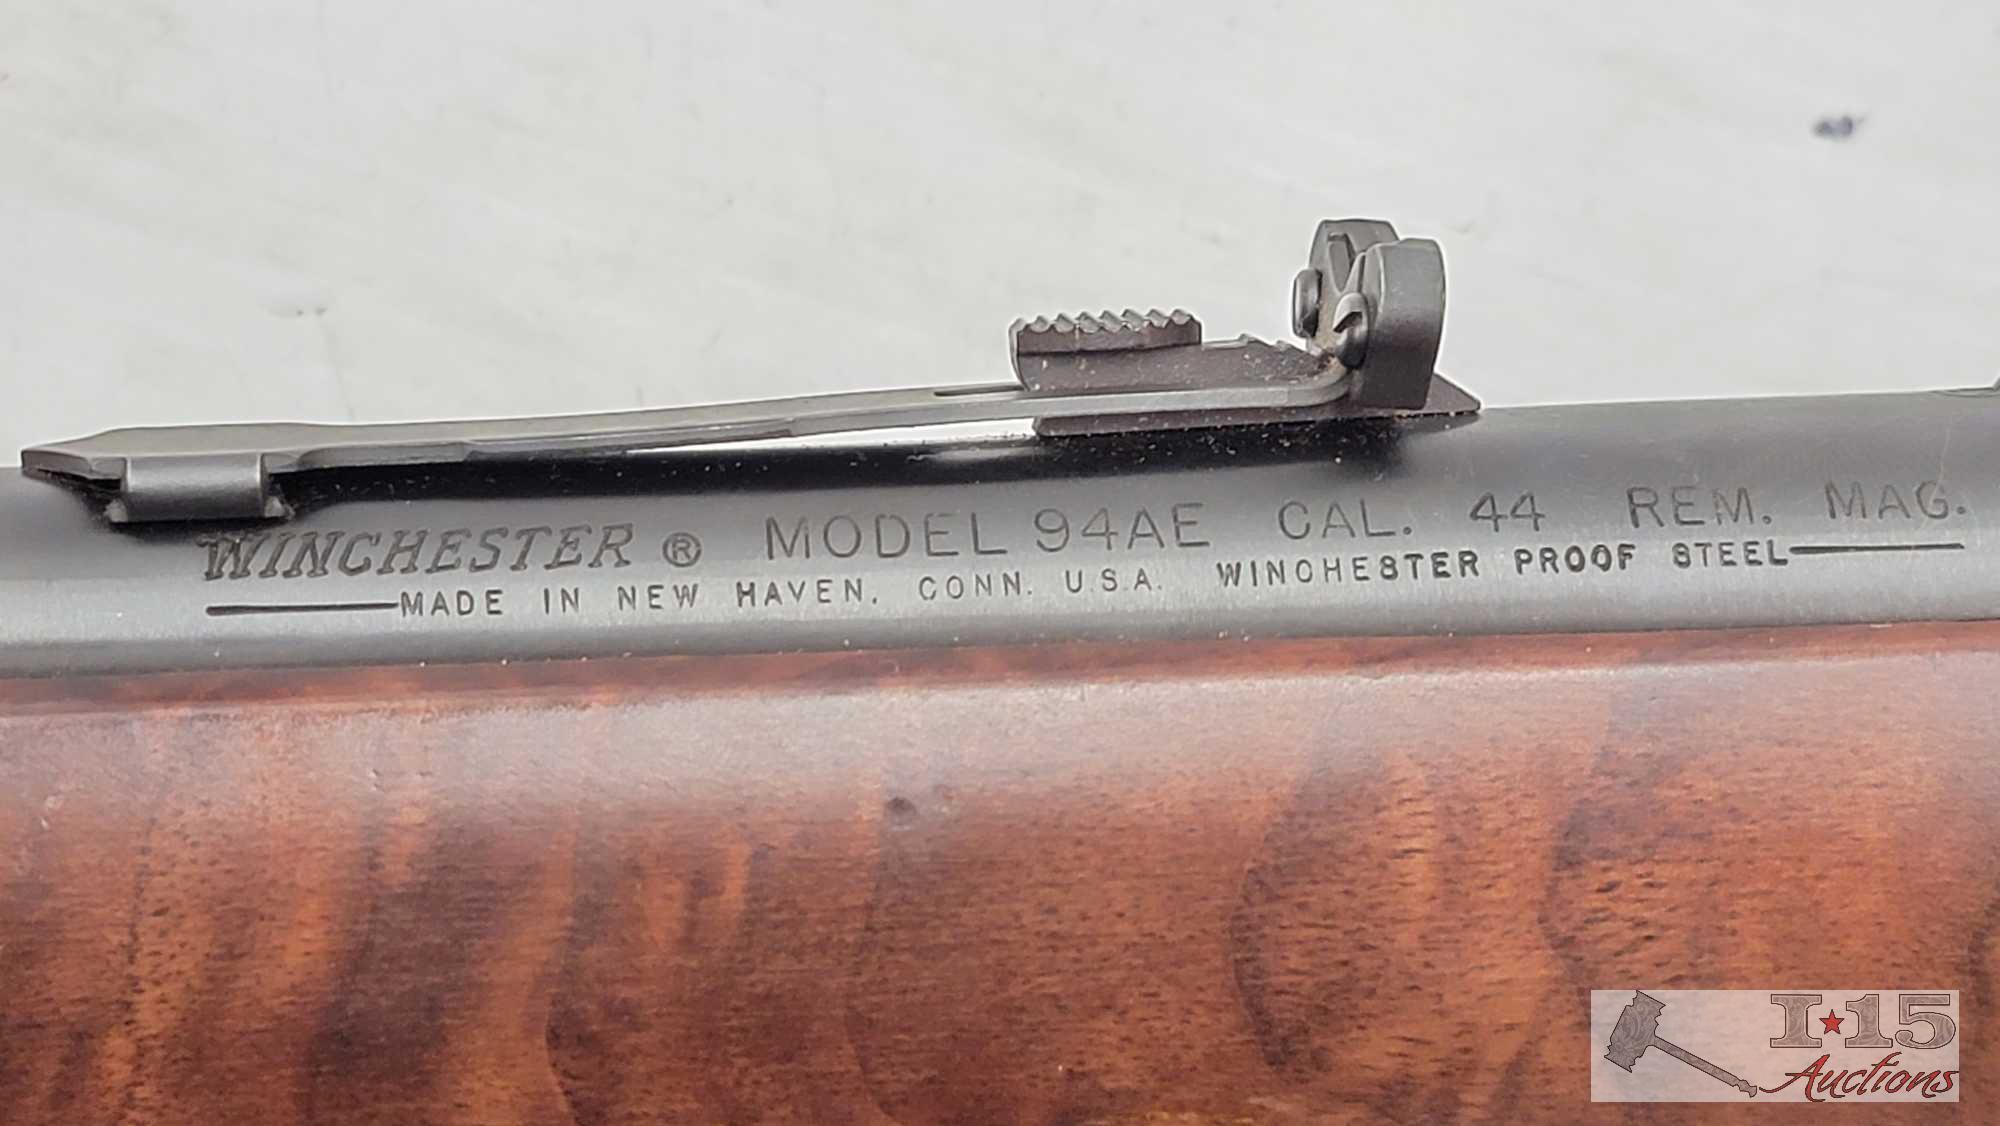 WINCHESTER ® MODEL 94AE CAL. 44 REM. MAG.
MADE IN NEW HAVEN, CONN. U.S.A. WINCHESTER PROOF STEEL
I★15
Auctions